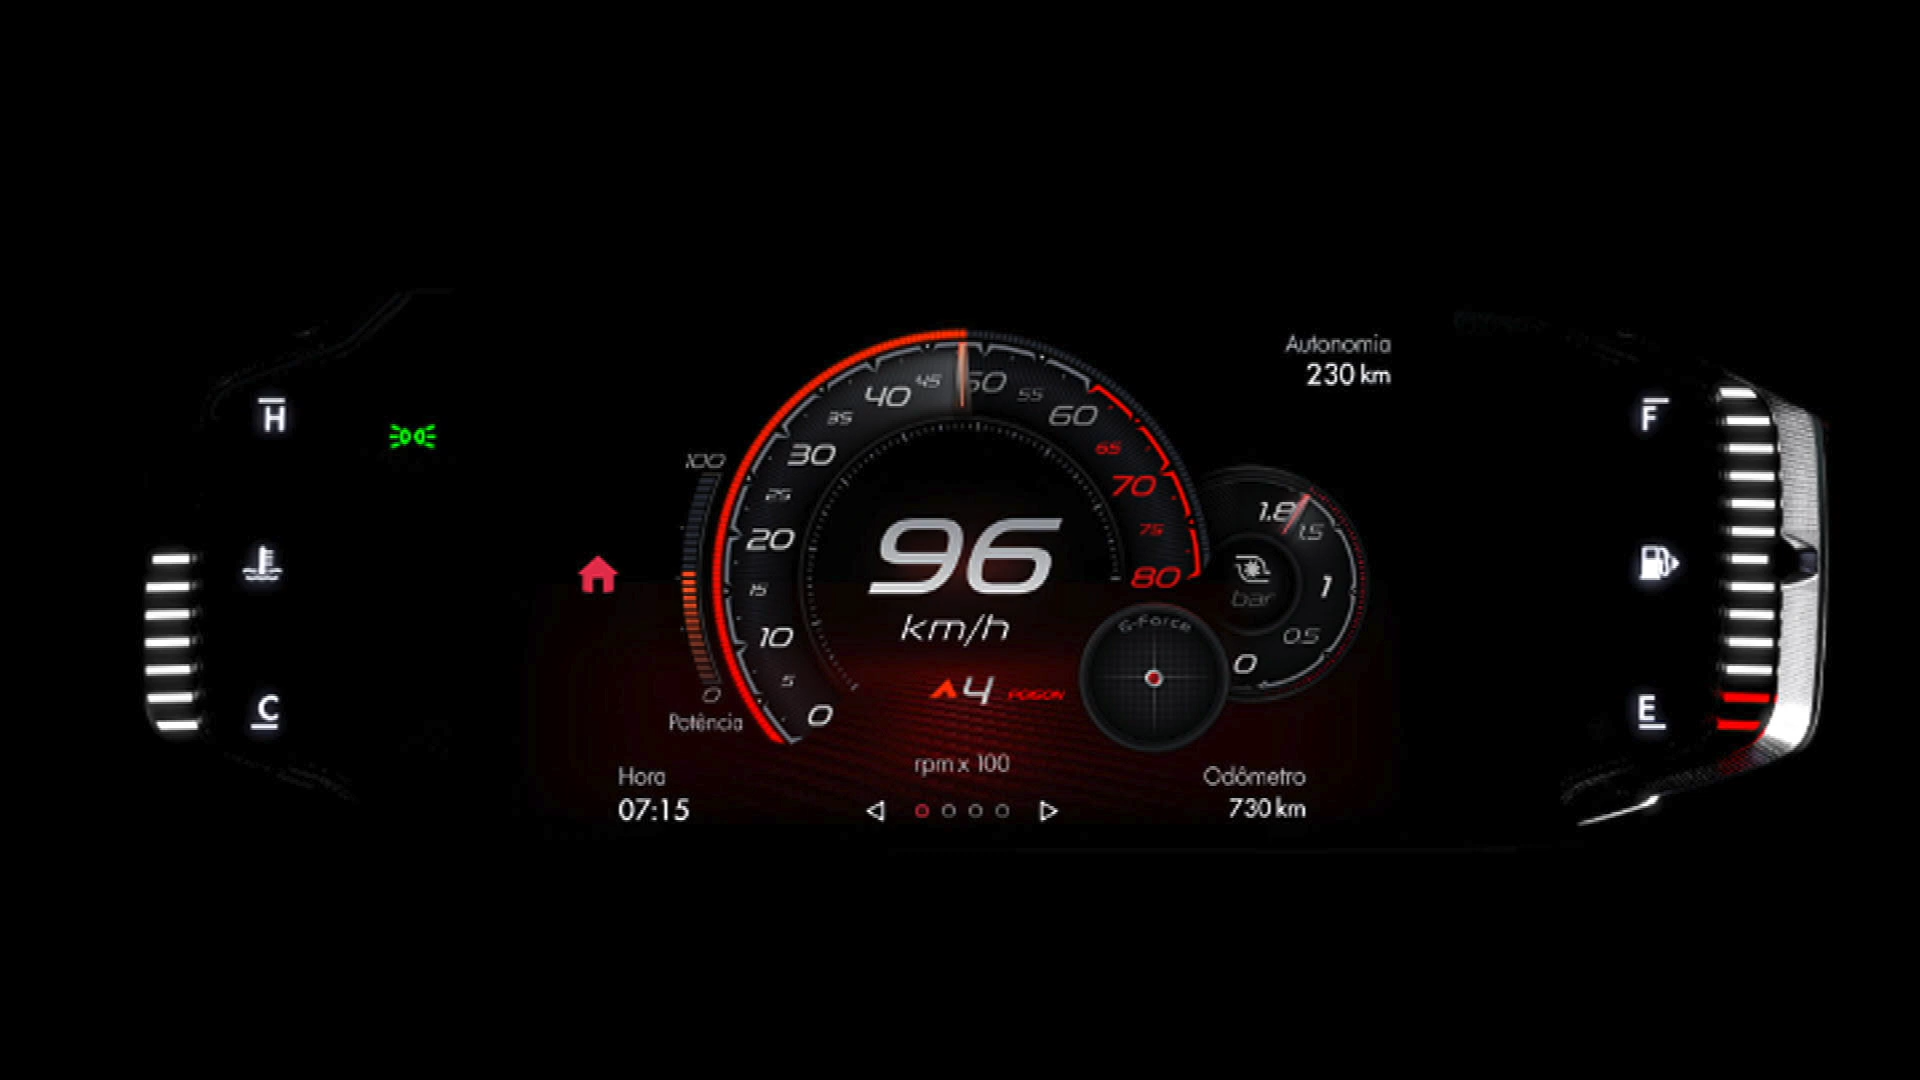 H
C
100
0
Potência
Hora
07:15
0
5
10
15
20
25
30
35
40
45
50
55
60
65
70
75
80
96
km/h
4 POISON
rpm x 100
G-Force
1.8
1.5
1
0.5
0
bar
Autonomia
230 km
Odômetro
730 km
F
E